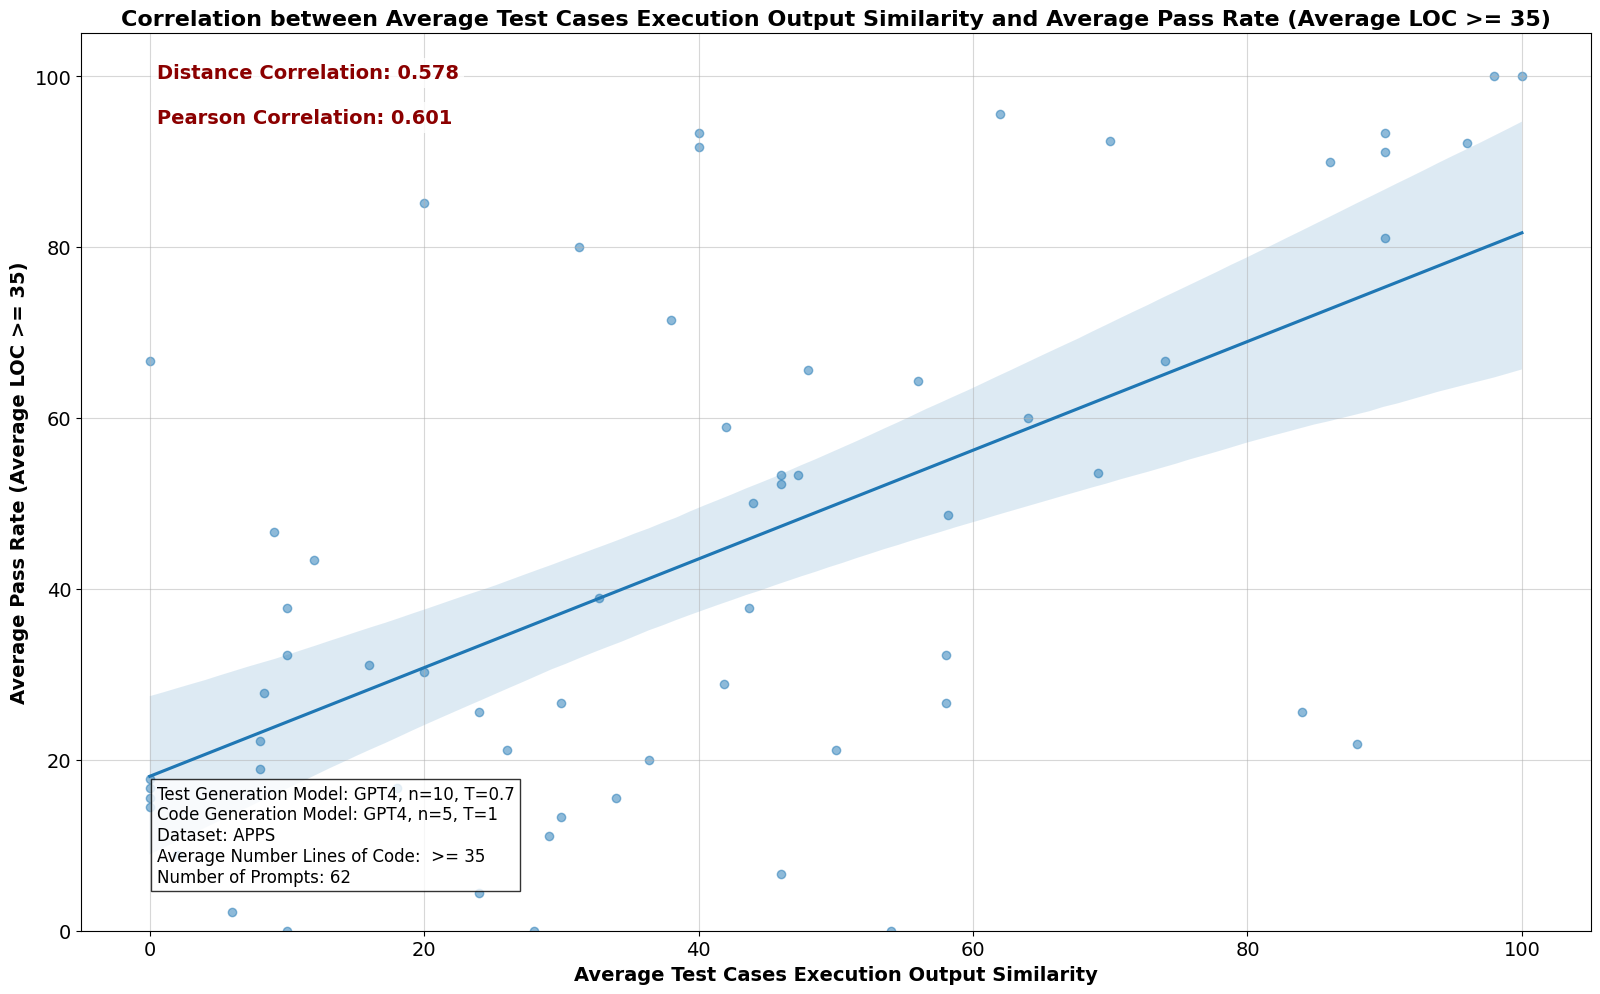 Correlation between Average Test Cases Execution Output Similarity and Average Pass Rate (Average LOC >= 35)
Distance Correlation: 0.578
Pearson Correlation: 0.601
Average Pass Rate (Average LOC >= 35)
100
80
60
40
20
0
Test Generation Model: GPT4, n=10, T=0.7
Code Generation Model: GPT4, n=5, T=1
Dataset: APPS
Average Number Lines of Code:  >= 35
Number of Prompts: 62
0 20 40 60 80 100
Average Test Cases Execution Output Similarity